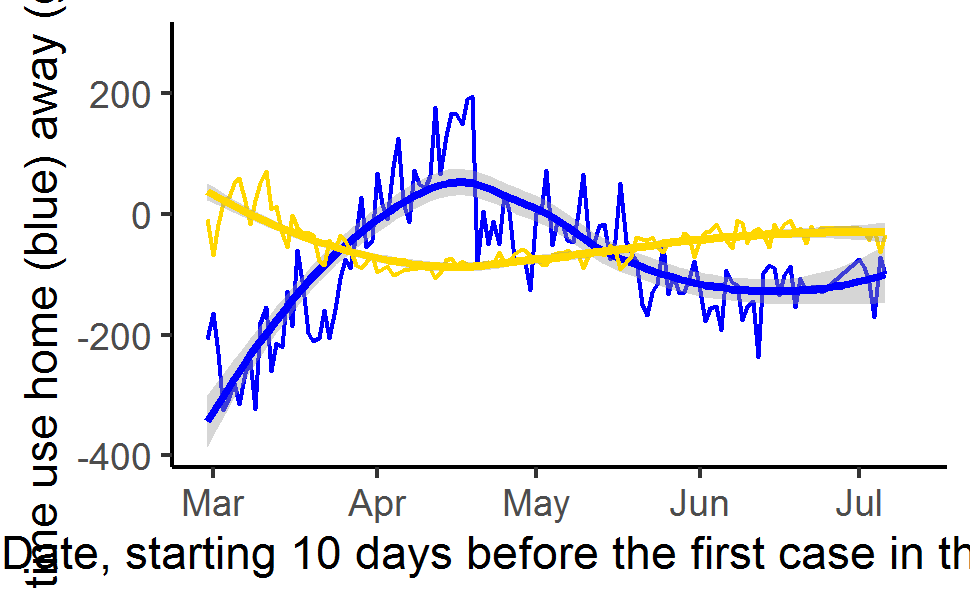 time use home (blue) away (
200
0
-200
-400
Mar Apr May Jun Jul
Date, starting 10 days before the first case in th